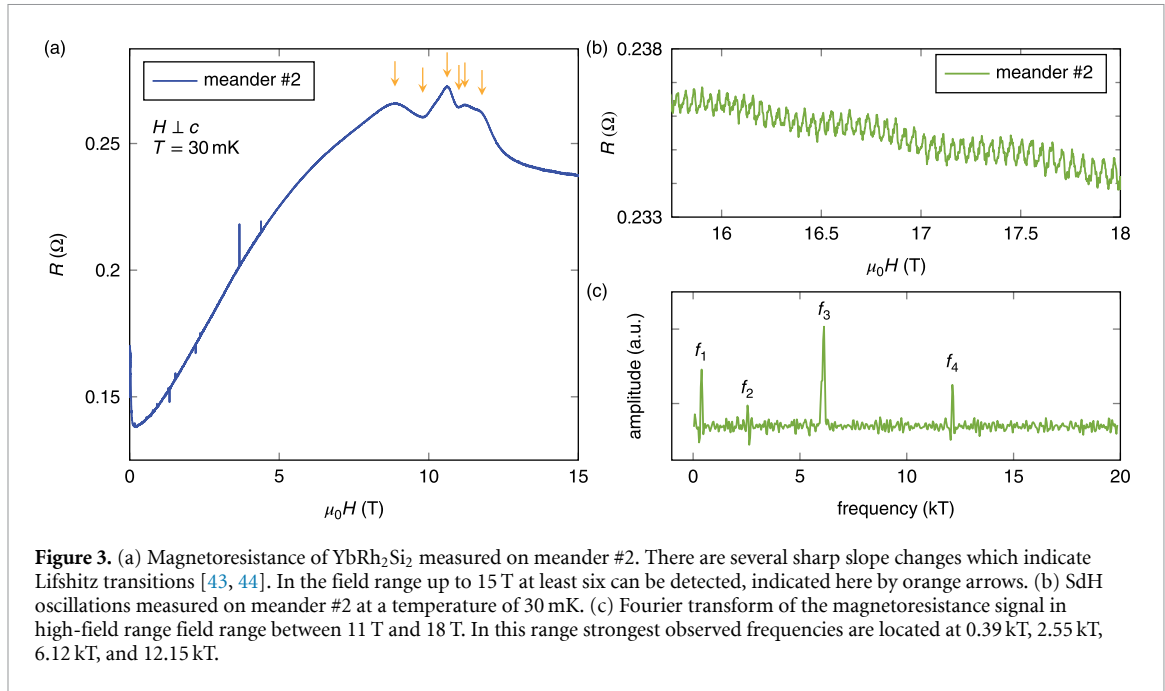 (a)
meander #2
H ⊥ c
T = 30 mK
0.25
0.2
0.15
R (Ω)
0
5
10
15
μ₀H (T)
(b)
0.238
meander #2
R (Ω)
0.233
16
16.5
17
17.5
18
μ₀H (T)
(c)
f₃
f₁
f₄
f₂
amplitude (a.u.)
0
5
10
15
20
frequency (kT)
Figure 3. (a) Magnetoresistance of YbRh₂Si₂ measured on meander #2. There are several sharp slope changes which indicate
Lifshitz transitions [43, 44]. In the field range up to 15 T at least six can be detected, indicated here by orange arrows. (b) SdH
oscillations measured on meander #2 at a temperature of 30 mK. (c) Fourier transform of the magnetoresistance signal in
high-field range field range between 11 T and 18 T. In this range strongest observed frequencies are located at 0.39 kT, 2.55 kT,
6.12 kT, and 12.15 kT.